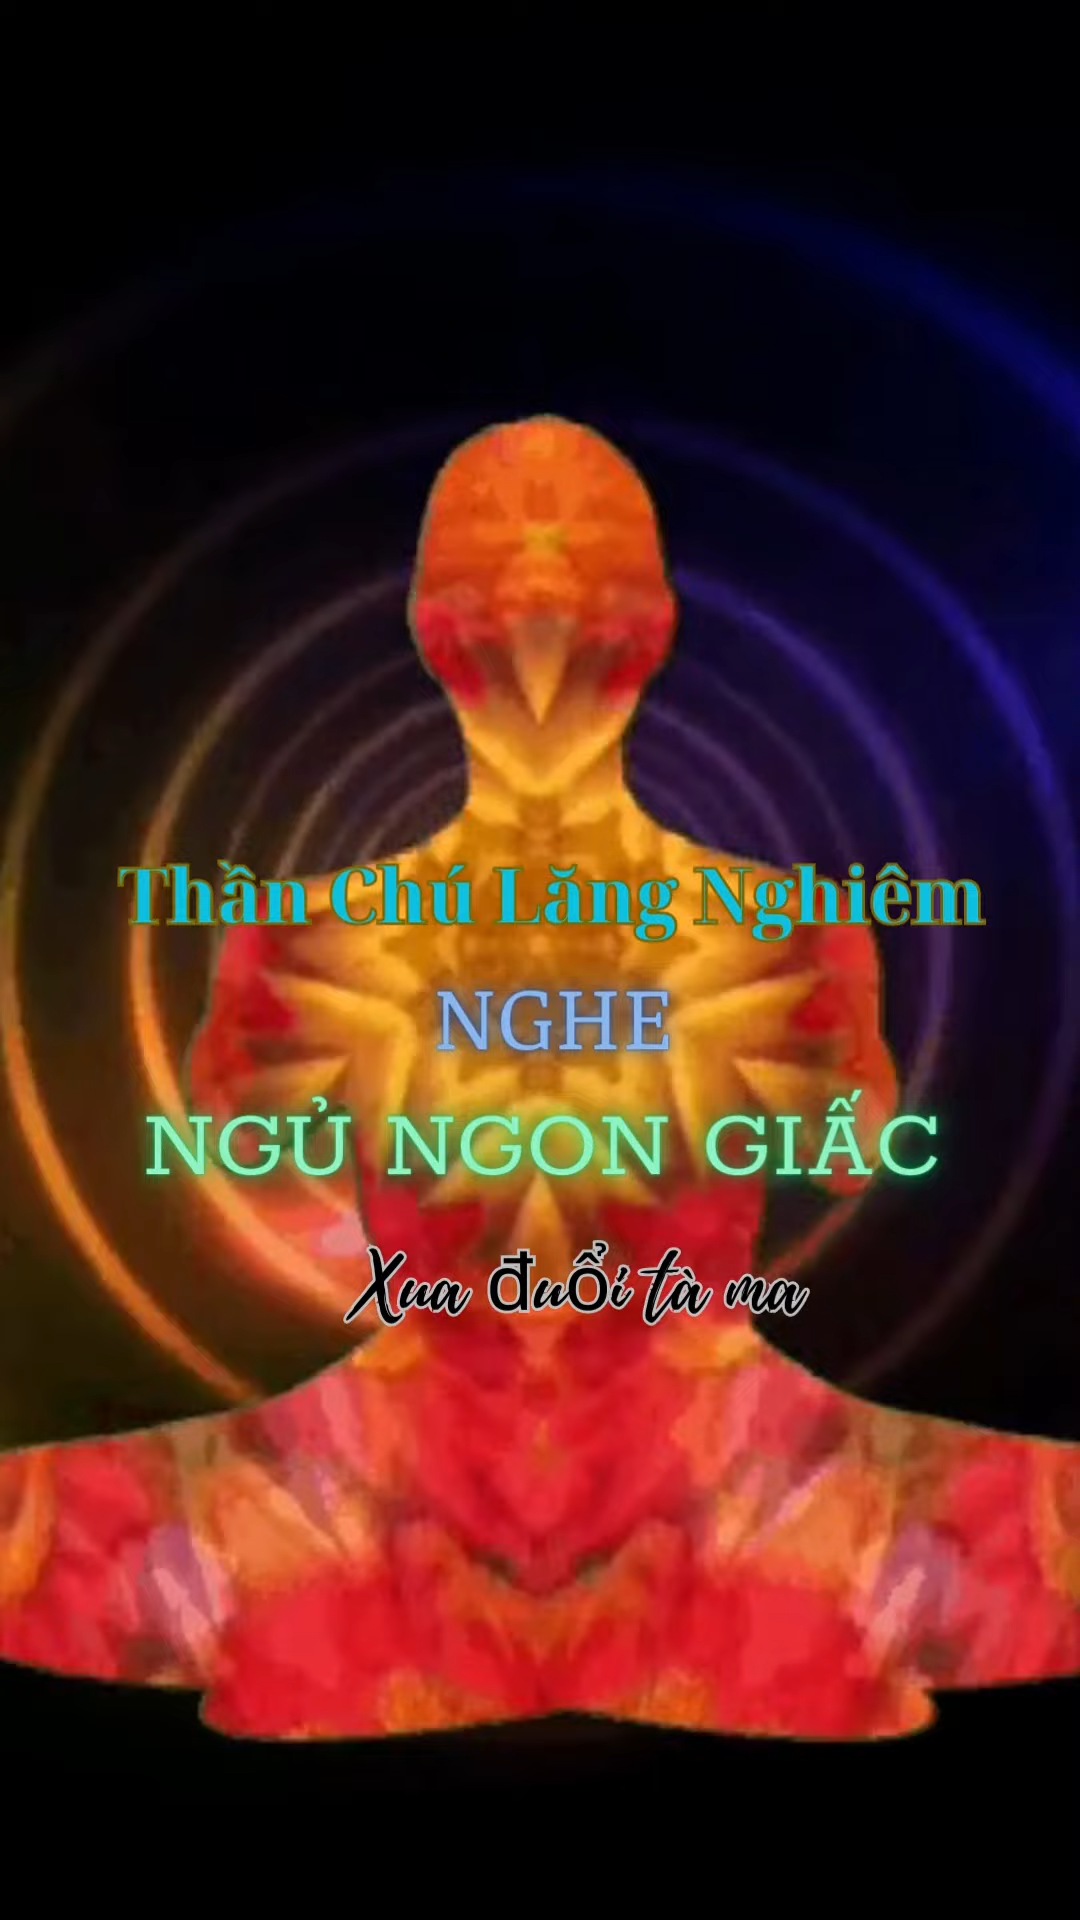 Thần Chú Lăng Nghiêm
NGHE
NGỦ NGON GIẤC
Xua đuổi tà ma